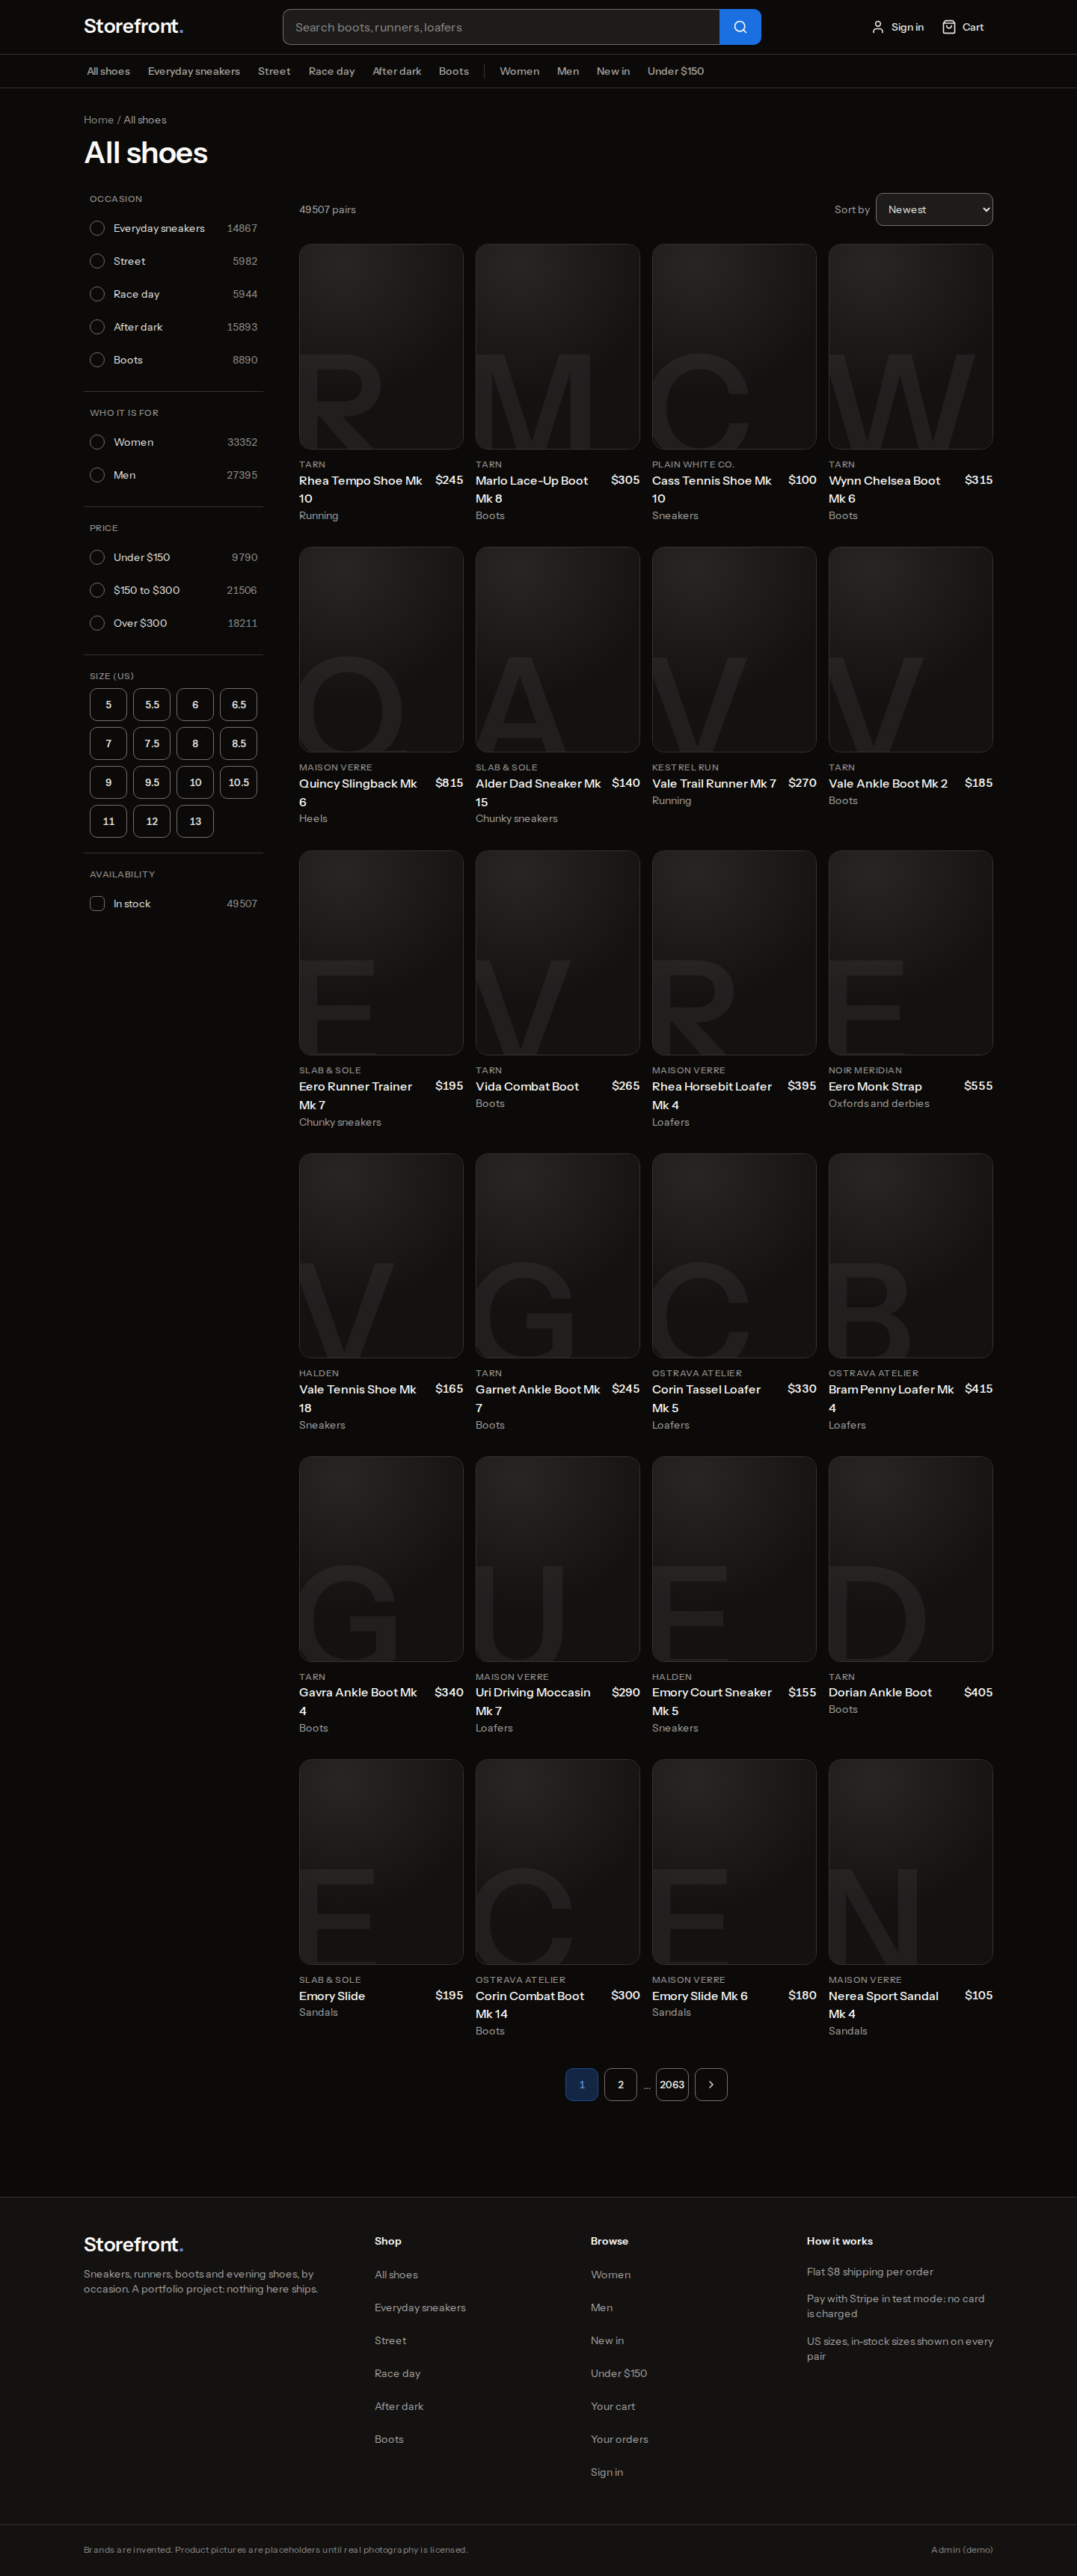 Storefront.
Search boots, runners, loafers
Sign in
Cart
All shoes
Everyday sneakers
Street
Race day
After dark
Boots
Women
Men
New in
Under $150
Home / All shoes
All shoes
OCCASION
Everyday sneakers 14867
Street 5982
Race day 5944
After dark 15893
Boots 8890
WHO IT IS FOR
Women 33352
Men 27395
PRICE
Under $150 9790
$150 to $300 21506
Over $300 18211
SIZE (US)
5 5.5 6 6.5
7 7.5 8 8.5
9 9.5 10 10.5
11 12 13
AVAILABILITY
In stock 49507
49507 pairs
Sort by Newest
R
TARN
Rhea Tempo Shoe Mk $245
10
Running
M
TARN
Marlo Lace-Up Boot $305
Mk 8
Boots
C
PLAIN WHITE CO.
Cass Tennis Shoe Mk $100
10
Sneakers
W
TARN
Wynn Chelsea Boot $315
Mk 6
Boots
Q
MAISON VERRE
Quincy Slingback Mk $815
6
Heels
A
SLAB & SOLE
Alder Dad Sneaker Mk $140
15
Chunky sneakers
V
KESTREL RUN
Vale Trail Runner Mk 7 $270
Running
V
TARN
Vale Ankle Boot Mk 2 $185
Boots
E
SLAB & SOLE
Eero Runner Trainer $195
Mk 7
Chunky sneakers
V
TARN
Vida Combat Boot $265
Boots
R
MAISON VERRE
Rhea Horsebit Loafer $395
Mk 4
Loafers
E
NOIR MERIDIAN
Eero Monk Strap $555
Oxfords and derbies
V
HALDEN
Vale Tennis Shoe Mk $165
18
Sneakers
G
TARN
Garnet Ankle Boot Mk $245
7
Boots
C
OSTRAVA ATELIER
Corin Tassel Loafer $330
Mk 5
Loafers
B
OSTRAVA ATELIER
Bram Penny Loafer Mk $415
4
Loafers
G
TARN
Gavra Ankle Boot Mk $340
4
Boots
U
MAISON VERRE
Uri Driving Moccasin $290
Mk 7
Loafers
E
HALDEN
Emory Court Sneaker $155
Mk 5
Sneakers
D
TARN
Dorian Ankle Boot $405
Boots
E
SLAB & SOLE
Emory Slide $195
Sandals
C
OSTRAVA ATELIER
Corin Combat Boot $300
Mk 14
Boots
E
MAISON VERRE
Emory Slide Mk 6 $180
Sandals
N
MAISON VERRE
Nerea Sport Sandal $105
Mk 4
Sandals
1 2 ... 2063
Storefront.
Sneakers, runners, boots and evening shoes, by
occasion. A portfolio project: nothing here ships.
Shop
All shoes
Everyday sneakers
Street
Race day
After dark
Boots
Browse
Women
Men
New in
Under $150
Your cart
Your orders
Sign in
How it works
Flat $8 shipping per order
Pay with Stripe in test mode: no card
is charged
US sizes, in-stock sizes shown on every
pair
Brands are invented. Product pictures are placeholders until real photography is licensed.
Admin (demo)